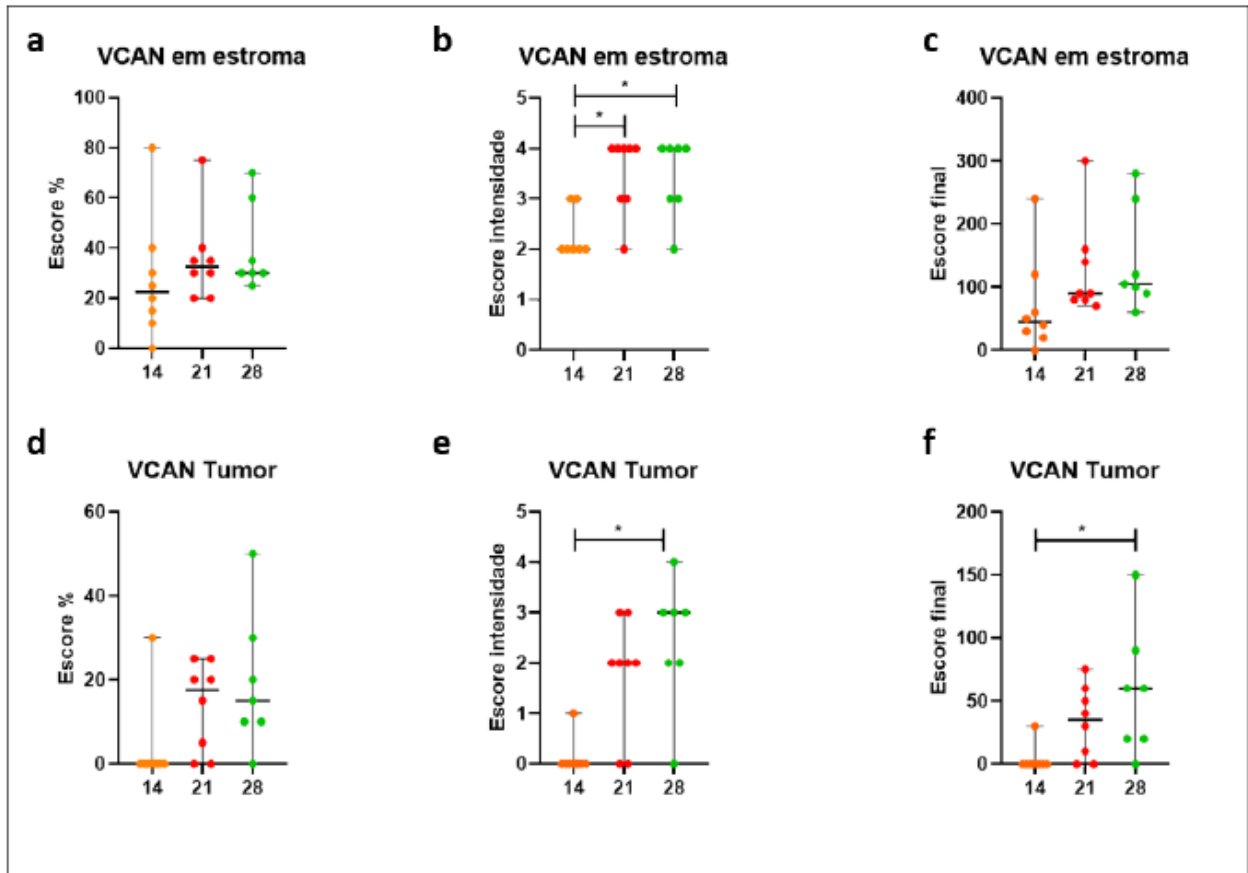 a
VCAN em estroma
Escore %
100
80
60
40
20
0
14 21 28
b
VCAN em estroma
Escore intensidade
5
4
3
2
1
0
*
*
14 21 28
c
VCAN em estroma
Escore final
400
300
200
100
0
14 21 28
d
VCAN Tumor
Escore %
60
40
20
0
14 21 28
e
VCAN Tumor
Escore intensidade
5
4
3
2
1
0
*
14 21 28
f
VCAN Tumor
Escore final
200
150
100
50
0
*
14 21 28